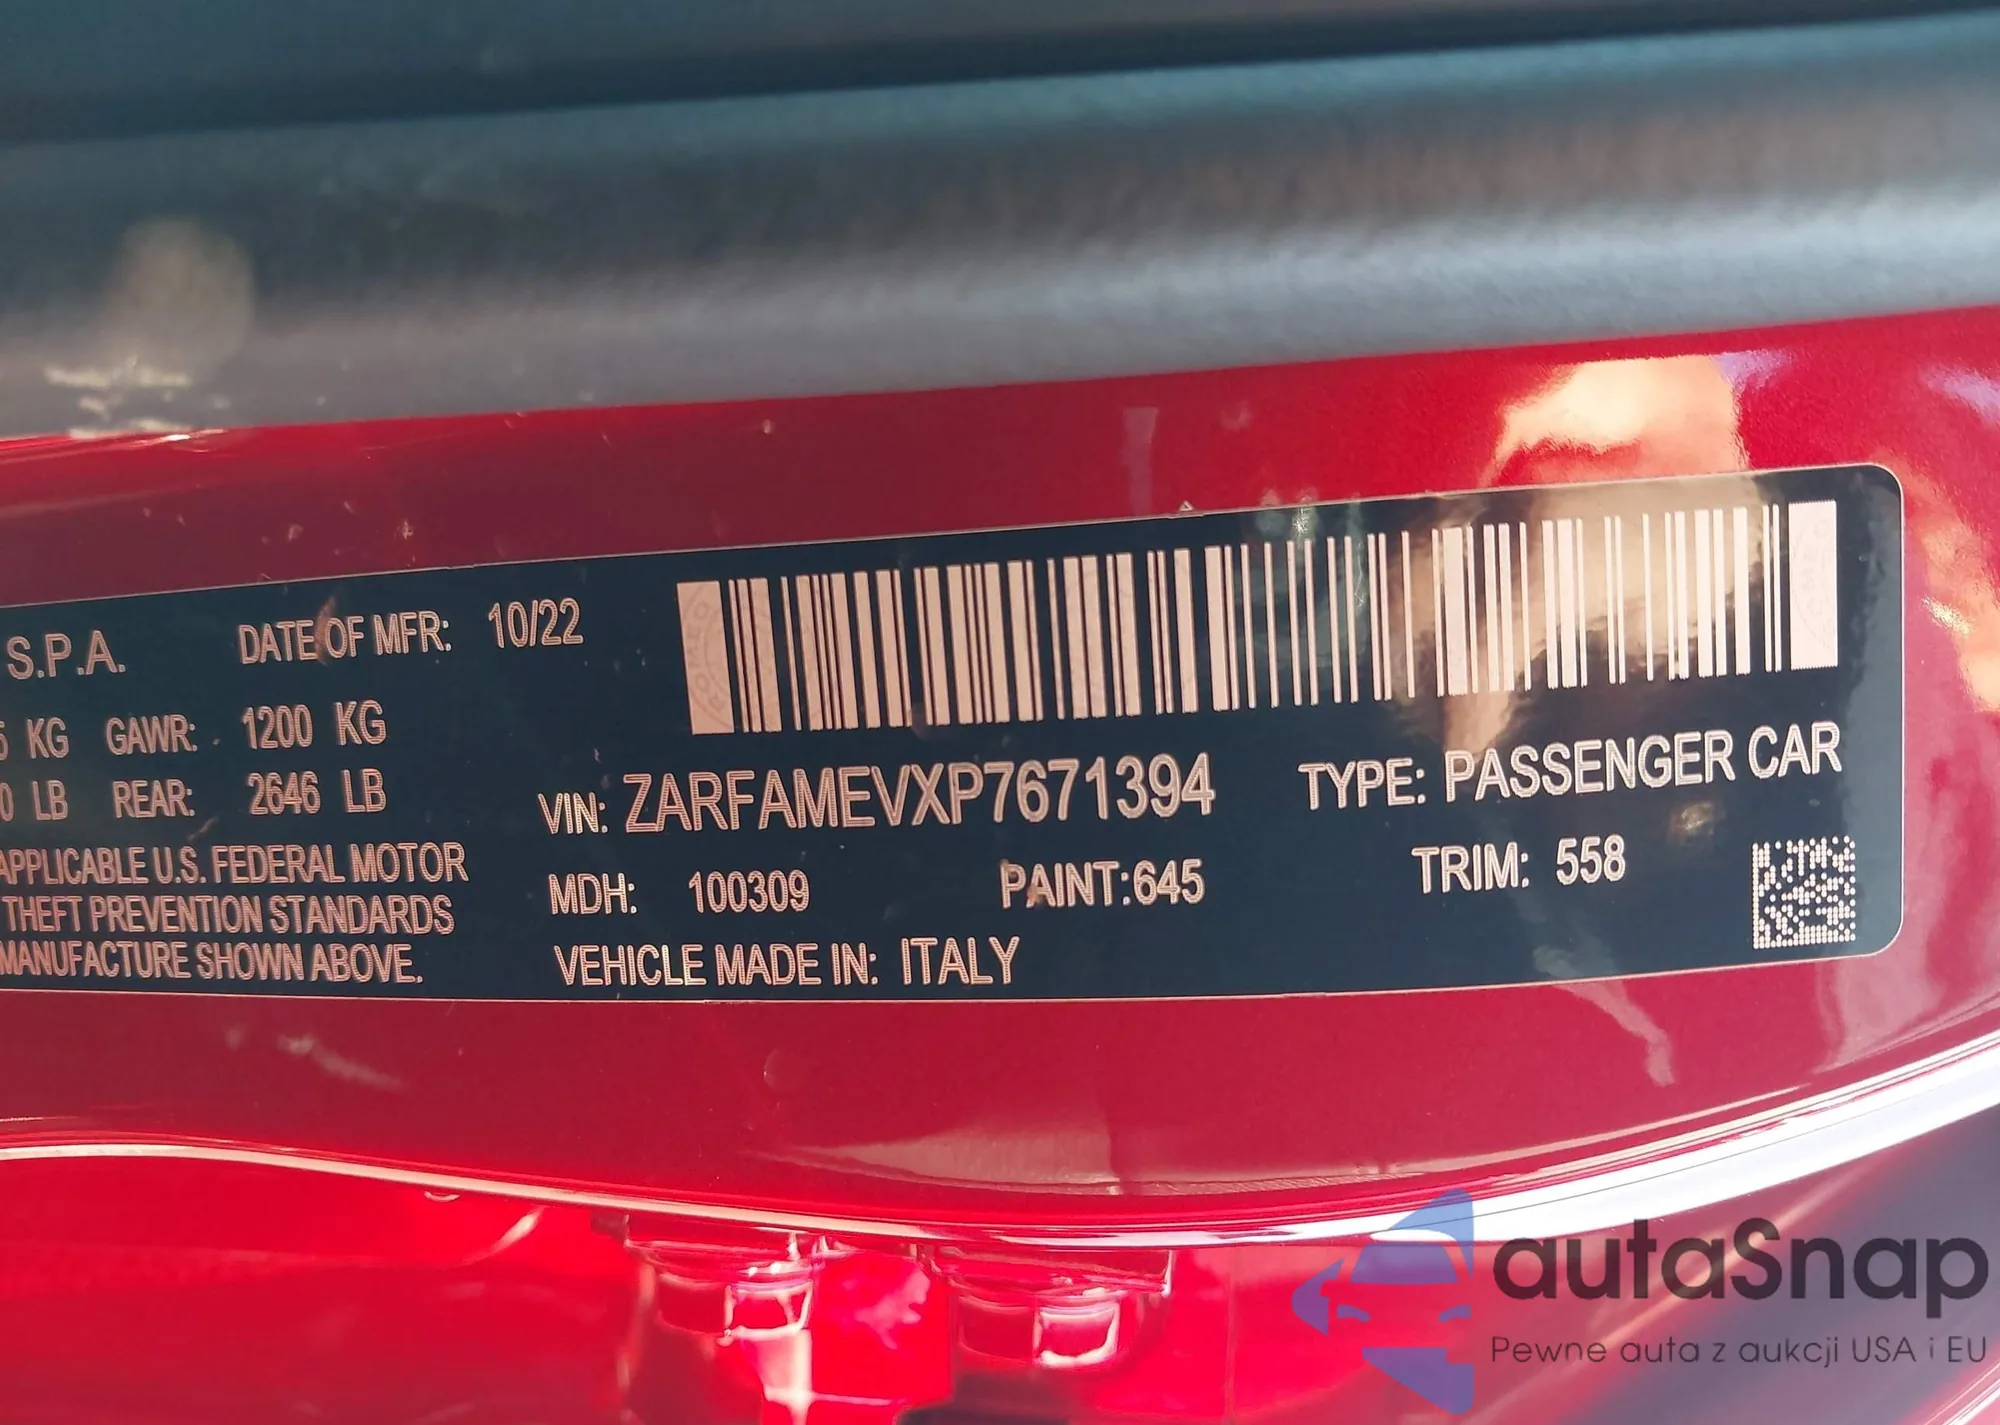 S.P.A. DATE OF MFR: 10/22
5 KG GAWR: 1200 KG
0 LB REAR: 2646 LB
APPLICABLE U.S. FEDERAL MOTOR
THEFT PREVENTION STANDARDS
MANUFACTURE SHOWN ABOVE.
VIN: ZARFAMEVXP7671394 TYPE: PASSENGER CAR
MDH: 100309 PAINT:645 TRIM: 558
VEHICLE MADE IN: ITALY
autaSnap
Pewne auta z aukcji USA i EU